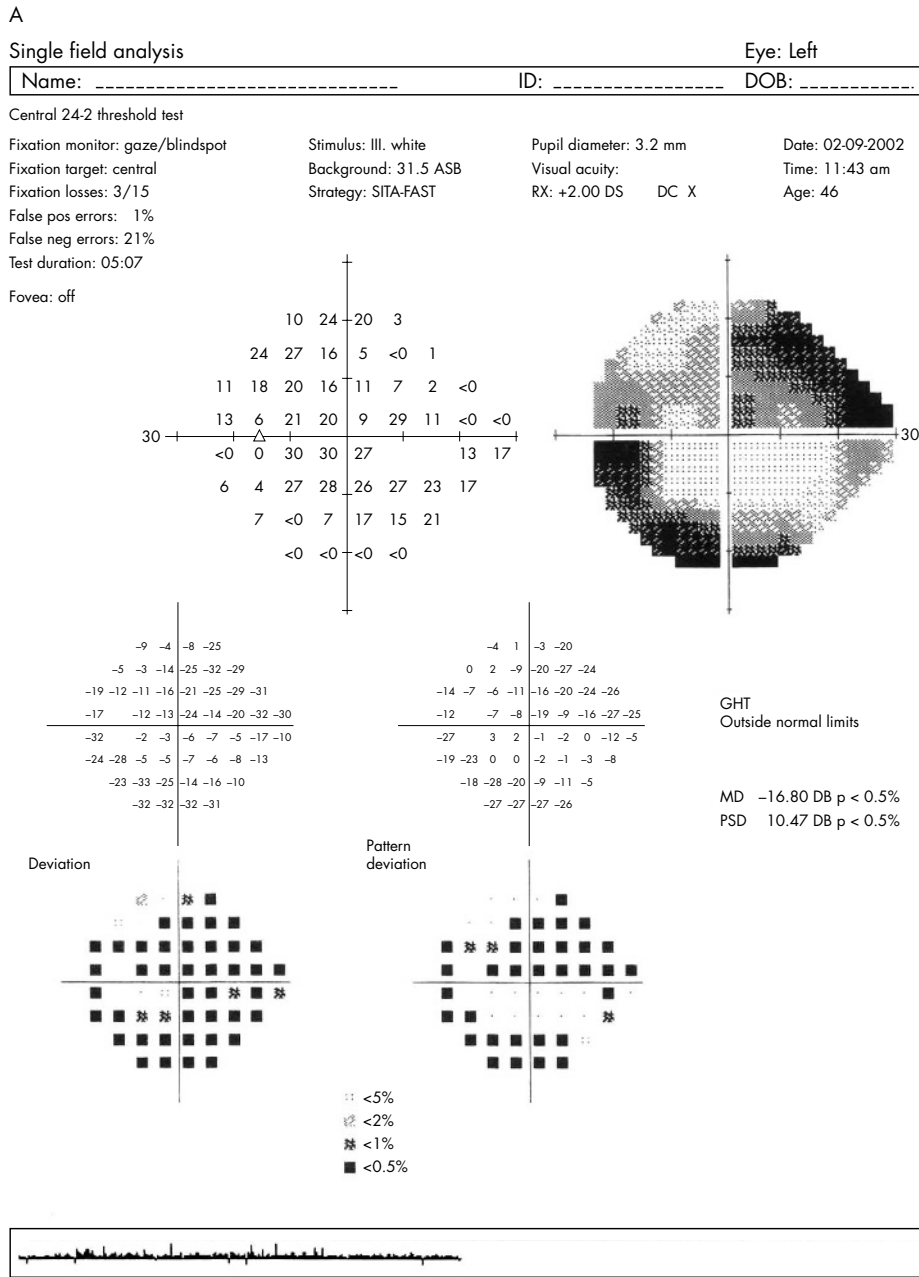 A
Single field analysis Eye: Left
Name: ID: DOB:
Central 24-2 threshold test
Fixation monitor: gaze/blindspot Stimulus: III. white Pupil diameter: 3.2 mm Date: 02-09-2002
Fixation target: central Background: 31.5 ASB Visual acuity: Time: 11:43 am
Fixation losses: 3/15 Strategy: SITA-FAST RX: +2.00 DS DC X Age: 46
False pos errors: 1%
False neg errors: 21%
Test duration: 05:07
Fovea: off
10 24 20 3
24 27 16 5 <0 1
11 18 20 16 11 7 2 <0
13 6 21 20 9 29 11 <0 <0
30 30
<0 0 30 30 27 13 17
6 4 27 28 26 27 23 17
7 <0 7 17 15 21
<0 <0 <0 <0
–9 –4 –8 –25
–5 –3 –14 –25 –32 –29
–19 –12 –11 –16 –21 –25 –29 –31
–17 –12 –13 –24 –14 –20 –32 –30
–32 –2 –3 –6 –7 –5 –17 –10
–24 –28 –5 –5 –7 –6 –8 –13
–23 –33 –25 –14 –16 –10
–32 –32 –32 –31
–4 1 –3 –20
0 2 –9 –20 –27 –24
–14 –7 –6 –11 –16 –20 –24 –26
–12 –7 –8 –19 –9 –16 –27 –25
–27 3 2 –1 –2 0 –12 –5
–19 –23 0 0 –2 –1 –3 –8
–18 –28 –20 –9 –11 –5
–27 –27 –27 –26
GHT
Outside normal limits
MD –16.80 DB p < 0.5%
PSD 10.47 DB p < 0.5%
Deviation
Pattern
deviation
<5%
<2%
<1%
<0.5%